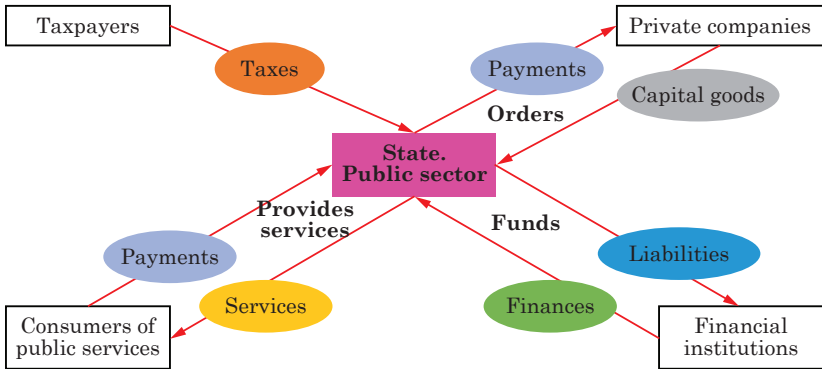 Taxpayers
Private companies
Taxes
Payments
Capital goods
Orders
State.
Public sector
Provides
services
Funds
Payments
Liabilities
Services
Finances
Consumers of
public services
Financial
institutions